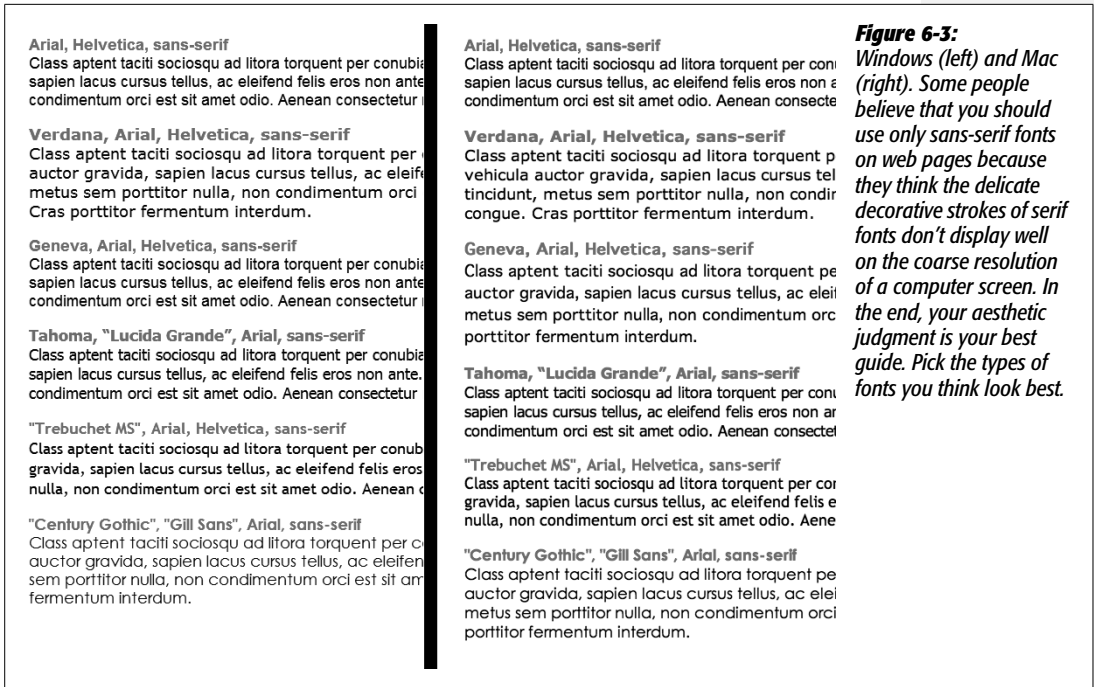 Arial, Helvetica, sans-serif
Class aptent taciti sociosqu ad litora torquent per conubia
sapien lacus cursus tellus, ac eleifend felis eros non ante
condimentum orci est sit amet odio. Aenean consectetur
Verdana, Arial, Helvetica, sans-serif
Class aptent taciti sociosqu ad litora torquent per
auctor gravida, sapien lacus cursus tellus, ac eleife
metus sem porttitor nulla, non condimentum orci
Cras porttitor fermentum interdum.
Geneva, Arial, Helvetica, sans-serif
Class aptent taciti sociosqu ad litora torquent per conubia
sapien lacus cursus tellus, ac eleifend felis eros non ante
condimentum orci est sit amet odio. Aenean consectetur
Tahoma, “Lucida Grande”, Arial, sans-serif
Class aptent taciti sociosqu ad litora torquent per conubia
sapien lacus cursus tellus, ac eleifend felis eros non ante.
condimentum orci est sit amet odio. Aenean consectetur
"Trebuchet MS", Arial, Helvetica, sans-serif
Class aptent taciti sociosqu ad litora torquent per conub
gravida, sapien lacus cursus tellus, ac eleifend felis eros
nulla, non condimentum orci est sit amet odio. Aenean
"Century Gothic", "Gill Sans", Arial, sans-serif
Class aptent taciti sociosqu ad litora torquent per
auctor gravida, sapien lacus cursus tellus, ac eleifen
sem porttitor nulla, non condimentum orci est sit am
fermentum interdum.
Arial, Helvetica, sans-serif
Class aptent taciti sociosqu ad litora torquent per con
sapien lacus cursus tellus, ac eleifend felis eros non
condimentum orci est sit amet odio. Aenean consecte
Verdana, Arial, Helvetica, sans-serif
Class aptent taciti sociosqu ad litora torquent p
vehicula auctor gravida, sapien lacus cursus tel
tincidunt, metus sem porttitor nulla, non condir
congue. Cras porttitor fermentum interdum.
Geneva, Arial, Helvetica, sans-serif
Class aptent taciti sociosqu ad litora torquent pe
auctor gravida, sapien lacus cursus tellus, ac eleif
metus sem porttitor nulla, non condimentum orc
porttitor fermentum interdum.
Tahoma, “Lucida Grande”, Arial, sans-serif
Class aptent taciti sociosqu ad litora torquent per conu
sapien lacus cursus tellus, ac eleifend felis eros non ar
condimentum orci est sit amet odio. Aenean consectet
"Trebuchet MS", Arial, Helvetica, sans-serif
Class aptent taciti sociosqu ad litora torquent per cor
gravida, sapien lacus cursus tellus, ac eleifend felis e
nulla, non condimentum orci est sit amet odio. Aene
"Century Gothic", "Gill Sans", Arial, sans-serif
Class aptent taciti sociosqu ad litora torquent pe
auctor gravida, sapien lacus cursus tellus, ac elei
metus sem porttitor nulla, non condimentum orci
porttitor fermentum interdum.
Figure 6-3:
Windows (left) and Mac
(right). Some people
believe that you should
use only sans-serif fonts
on web pages because
they think the delicate
decorative strokes of serif
fonts don’t display well
on the coarse resolution
of a computer screen. In
the end, your aesthetic
judgment is your best
guide. Pick the types of
fonts you think look best.